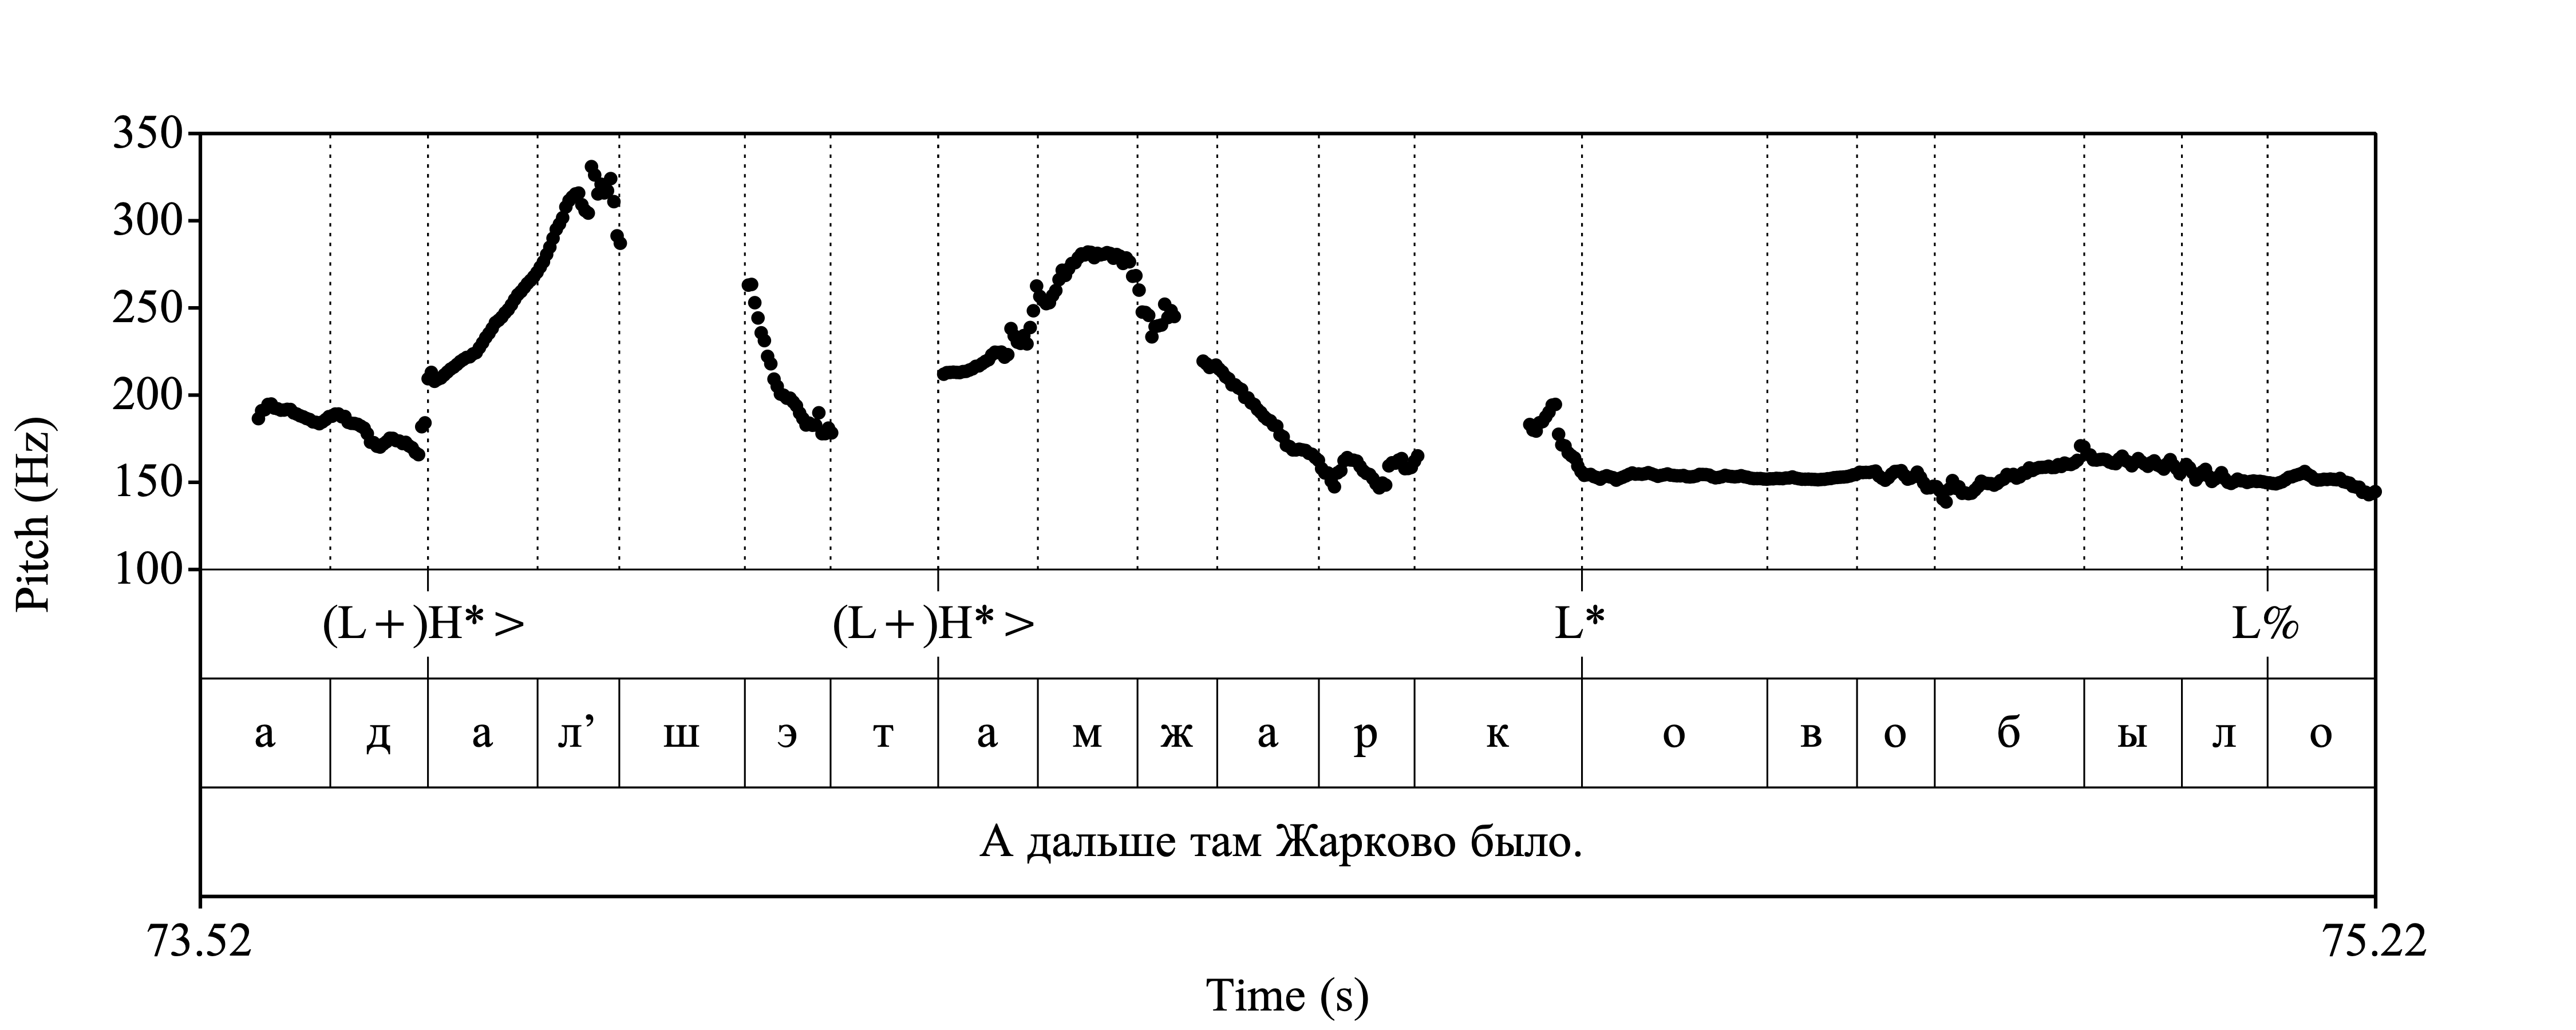 350
300
250
200
150
100
Pitch (Hz)
(L+)H*> (L+)H*> L* L%
а д а л’ ш э т а м ж а р к о в о б ы л о
А дальше там Жарково было.
73.52 75.22
Time (s)